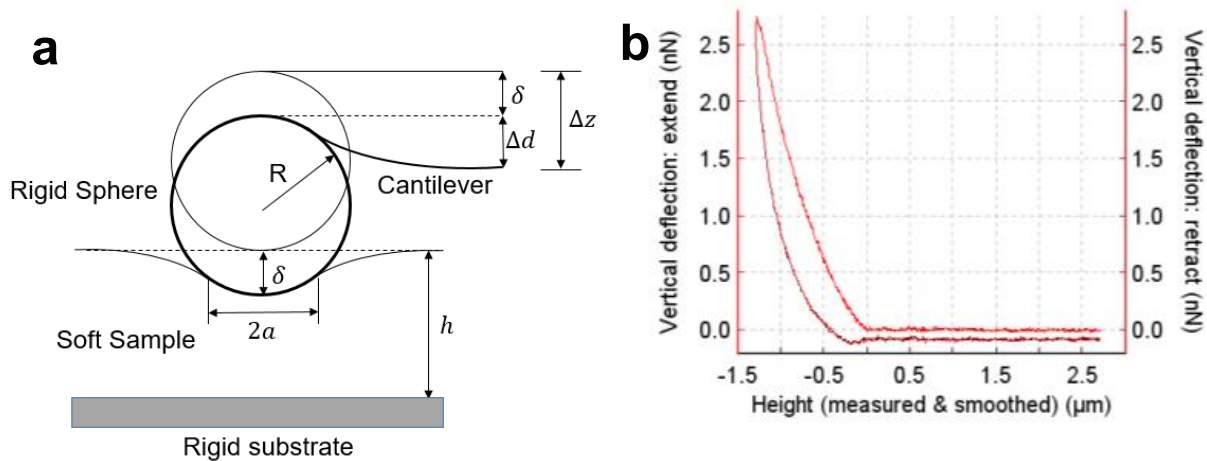 a
δ
Δd
Δz
R
Rigid Sphere
Cantilever
δ
2a
h
Soft Sample
Rigid substrate
b
Vertical deflection: extend (nN)
2.5
2.0
1.5
1.0
0.5
0.0
2.5
2.0
1.5
1.0
0.5
0.0
Vertical deflection: retract (nN)
-1.5 -0.5 0.5 1.5 2.5
Height (measured & smoothed) (µm)